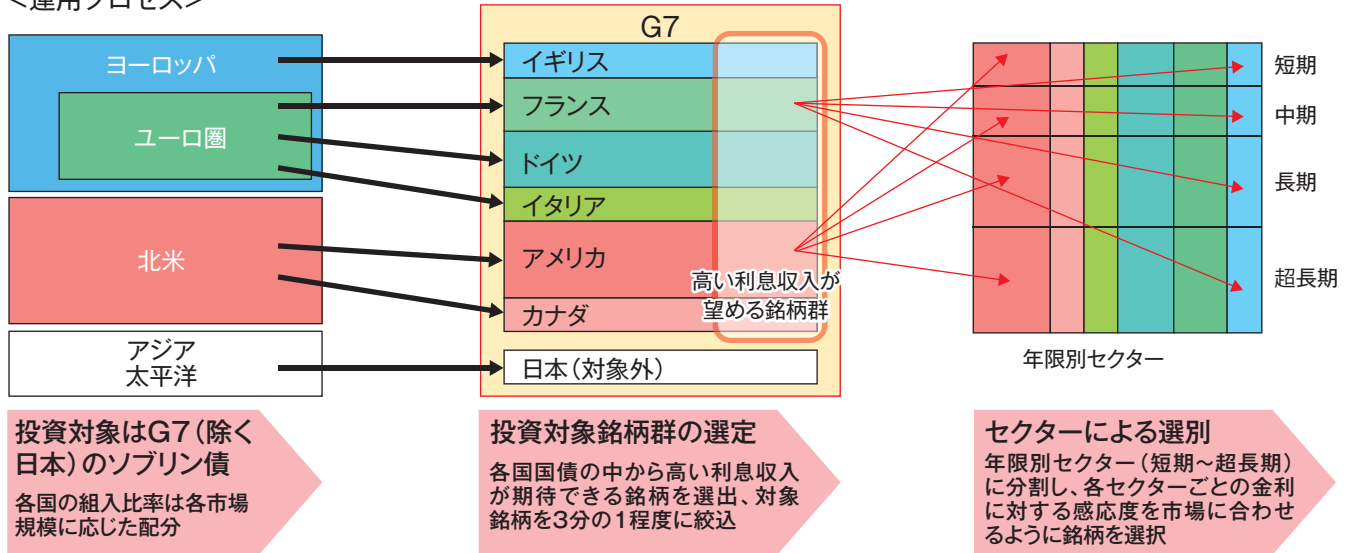 ＜運用プロセス＞
ヨーロッパ
ユーロ圏
北米
アジア
太平洋
G7
イギリス
フランス
ドイツ
イタリア
アメリカ
カナダ
高い利息収入が
望める銘柄群
日本（対象外）
短期
中期
長期
超長期
年限別セクター
投資対象はG7（除く
日本）のソブリン債
各国の組入比率は各市場
規模に応じた配分
投資対象銘柄群の選定
各国国債の中から高い利息収入
が期待できる銘柄を選出、対象
銘柄を3分の1程度に絞込
セクターによる選別
年限別セクター（短期～超長期）
に分割し、各セクターごとの金利
に対する感応度を市場に合わせ
るように銘柄を選択